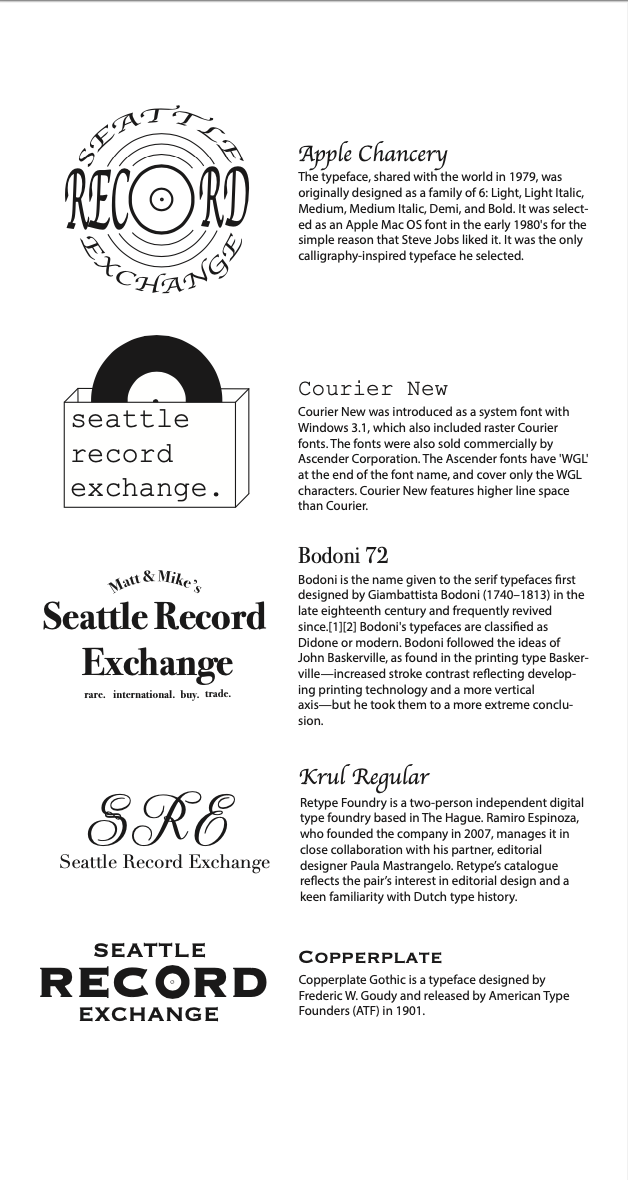 SEATTLE
RECORD
EXCHANGE
Apple Chancery
The typeface, shared with the world in 1979, was
originally designed as a family of 6: Light, Light Italic,
Medium, Medium Italic, Demi, and Bold. It was select-
ed as an Apple Mac OS font in the early 1980's for the
simple reason that Steve Jobs liked it. It was the only
calligraphy-inspired typeface he selected.
seattle
record
exchange.
Courier New
Courier New was introduced as a system font with
Windows 3.1, which also included raster Courier
fonts. The fonts were also sold commercially by
Ascender Corporation. The Ascender fonts have 'WGL'
at the end of the font name, and cover only the WGL
characters. Courier New features higher line space
than Courier.
Matt & Mike's
Seattle Record
Exchange
rare. international. buy. trade.
Bodoni 72
Bodoni is the name given to the serif typefaces first
designed by Giambattista Bodoni (1740–1813) in the
late eighteenth century and frequently revived
since.[1][2] Bodoni's typefaces are classified as
Didone or modern. Bodoni followed the ideas of
John Baskerville, as found in the printing type Basker-
ville—increased stroke contrast reflecting develop-
ing printing technology and a more vertical
axis—but he took them to a more extreme conclu-
sion.
SRE
Seattle Record Exchange
Krul Regular
Retype Foundry is a two-person independent digital
type foundry based in The Hague. Ramiro Espinoza,
who founded the company in 2007, manages it in
close collaboration with his partner, editorial
designer Paula Mastrangelo. Retype’s catalogue
reflects the pair’s interest in editorial design and a
keen familiarity with Dutch type history.
SEATTLE
RECORD
EXCHANGE
Copperplate
Copperplate Gothic is a typeface designed by
Frederic W. Goudy and released by American Type
Founders (ATF) in 1901.